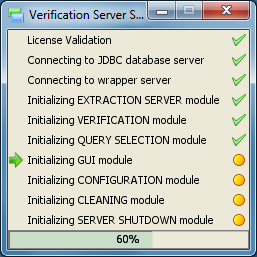 Verification Server S...
License Validation
Connecting to JDBC database server
Connecting to wrapper server
Initializing EXTRACTION SERVER module
Initializing VERIFICATION module
Initializing QUERY SELECTION module
Initializing GUI module
Initializing CONFIGURATION module
Initializing CLEANING module
Initializing SERVER SHUTDOWN module
60%